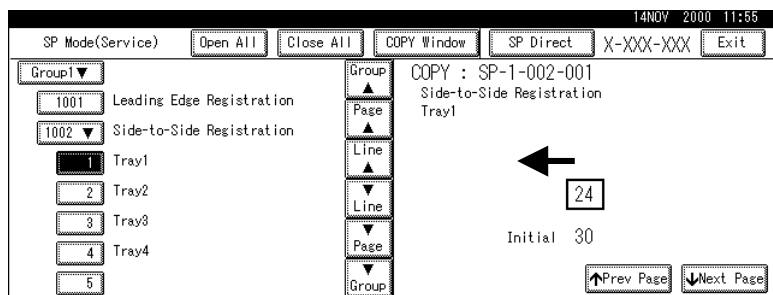 14NOV 2000 11:55
SP Mode(Service) Open All Close All COPY Window SP Direct X-XXX-XXX Exit
Group1▼
1001 Leading Edge Registration
1002 ▼ Side-to-Side Registration
1 Tray1
2 Tray2
3 Tray3
4 Tray4
5
Group
▲
Page
▲
Line
▲
▼
Line
▼
Page
▼
Group
COPY : SP-1-002-001
Side-to-Side Registration
Tray1
24
Initial 30
↑Prev Page ↓Next Page